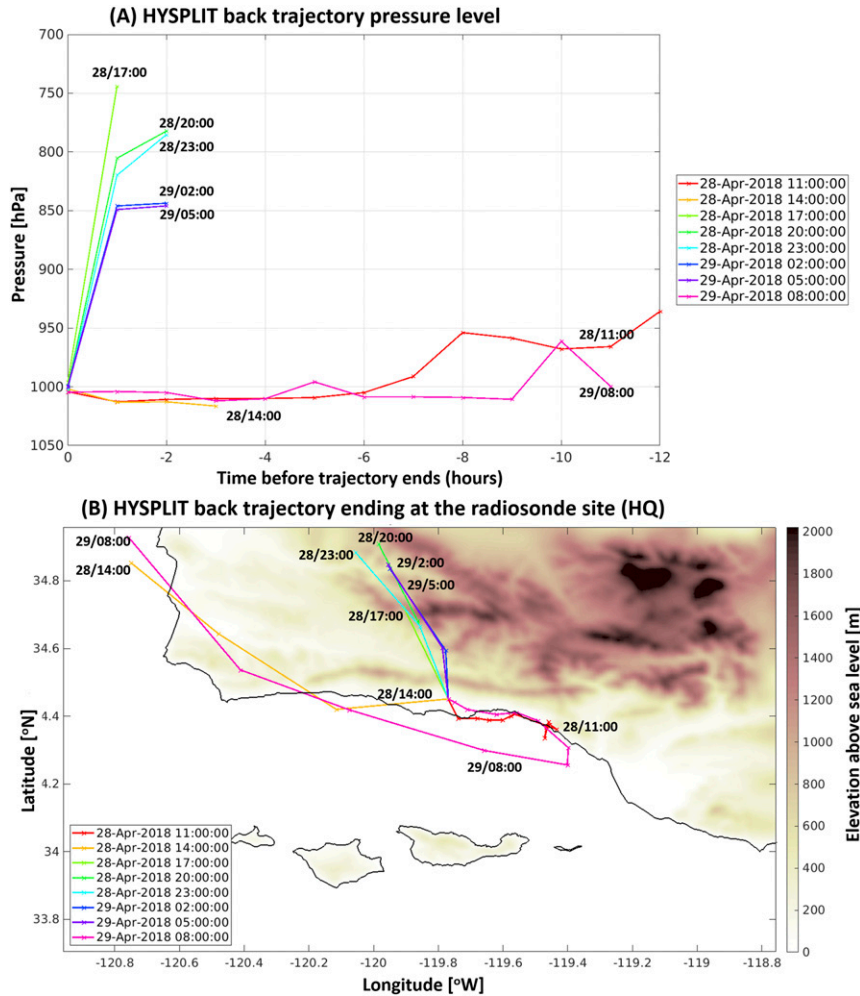 (A) HYSPLIT back trajectory pressure level
700
28/17:00
750
28/20:00
28/23:00
800
29/02:00
29/05:00
850
900
950
28/11:00
1000
29/08:00
28/14:00
1050
Pressure [hPa]
0 -2 -4 -6 -8 -10 -12
Time before trajectory ends (hours)
28-Apr-2018 11:00:00
28-Apr-2018 14:00:00
28-Apr-2018 17:00:00
28-Apr-2018 20:00:00
28-Apr-2018 23:00:00
29-Apr-2018 02:00:00
29-Apr-2018 05:00:00
29-Apr-2018 08:00:00
(B) HYSPLIT back trajectory ending at the radiosonde site (HQ)
29/08:00
28/14:00
28/20:00
28/23:00
29/2:00
29/5:00
28/17:00
28/14:00
28/11:00
29/08:00
34.8
34.6
4.4
4.2
34
33.8
Latitude [oN]
28-Apr-2018 11:00:00
28-Apr-2018 14:00:00
28-Apr-2018 17:00:00
28-Apr-2018 20:00:00
28-Apr-2018 23:00:00
29-Apr-2018 02:00:00
29-Apr-2018 05:00:00
29-Apr-2018 08:00:00
-120.8 -120.6 -120.4 -120.2 -120 -119.8 -119.6 -119.4 -119.2 -119 -118.8
Longitude [oW]
2000
1800
1600
1400
1200
1000
800
600
400
200
0
Elevation above sea level [m]